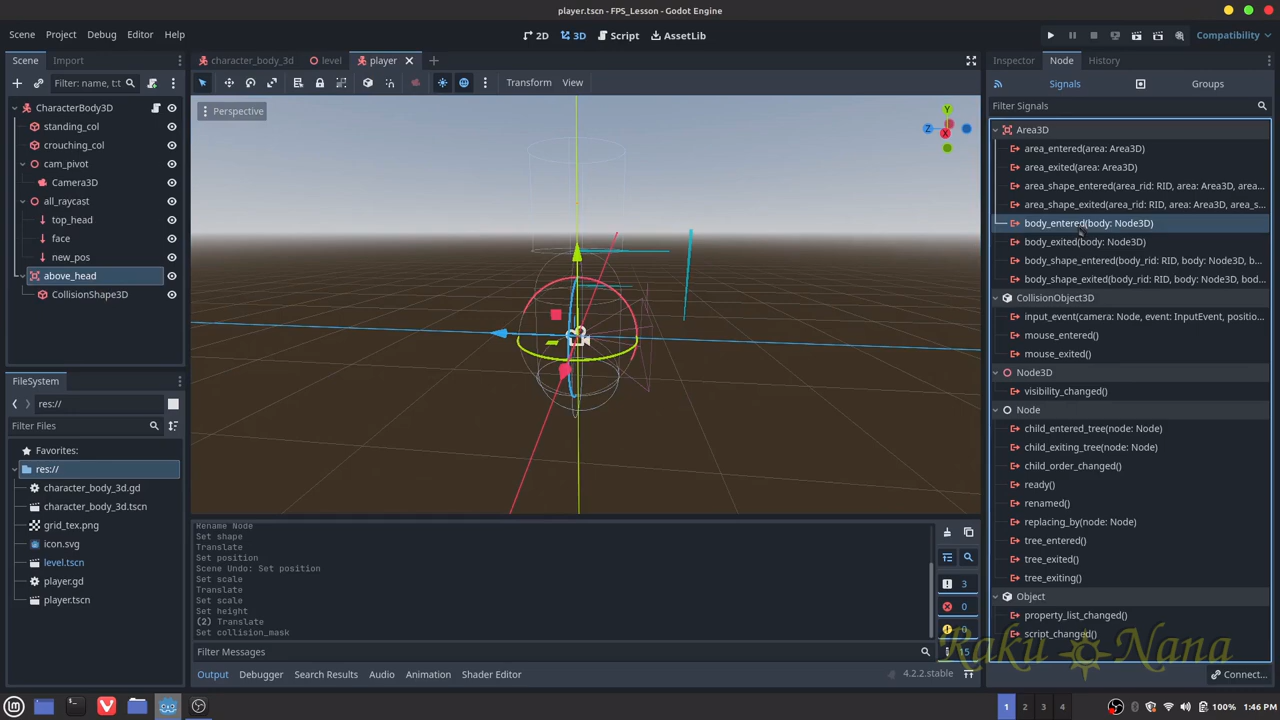 player.tscn - FPS_Lesson - Godot Engine
Scene Project Debug Editor Help
2D 3D Script AssetLib
Compatibility
Scene Import
character_body_3d level player
Inspector Node History
Filter: name, t:t
Transform View
Signals Groups
Perspective
Filter Signals
CharacterBody3D
standing_col
crouching_col
cam_pivot
Camera3D
all_raycast
top_head
face
new_pos
above_head
CollisionShape3D
Y
Z
X
Area3D
area_entered(area: Area3D)
area_exited(area: Area3D)
area_shape_entered(area_rid: RID, area: Area3D, area...
area_shape_exited(area_rid: RID, area: Area3D, area_s...
body_entered(body: Node3D)
body_exited(body: Node3D)
body_shape_entered(body_rid: RID, body: Node3D, b...
body_shape_exited(body_rid: RID, body: Node3D, bod...
CollisionObject3D
input_event(camera: Node, event: InputEvent, positio...
mouse_entered()
mouse_exited()
Node3D
visibility_changed()
Node
child_entered_tree(node: Node)
child_exiting_tree(node: Node)
child_order_changed()
ready()
renamed()
replacing_by(node: Node)
tree_entered()
tree_exited()
tree_exiting()
Object
property_list_changed()
script_changed()
Connect...
FileSystem
res://
Filter Files
Favorites:
res://
character_body_3d.gd
character_body_3d.tscn
grid_tex.png
icon.svg
level.tscn
player.gd
player.tscn
Rename Node
Set shape
Translate
Set position
Scene Undo: Set position
Set scale
Translate
Set scale
Set height
(2) Translate
Set collision_mask
3
0
0
15
Filter Messages
Output Debugger Search Results Audio Animation Shader Editor
4.2.2.stable
Raku Nana
1 2 3 4
100% 1:46 PM